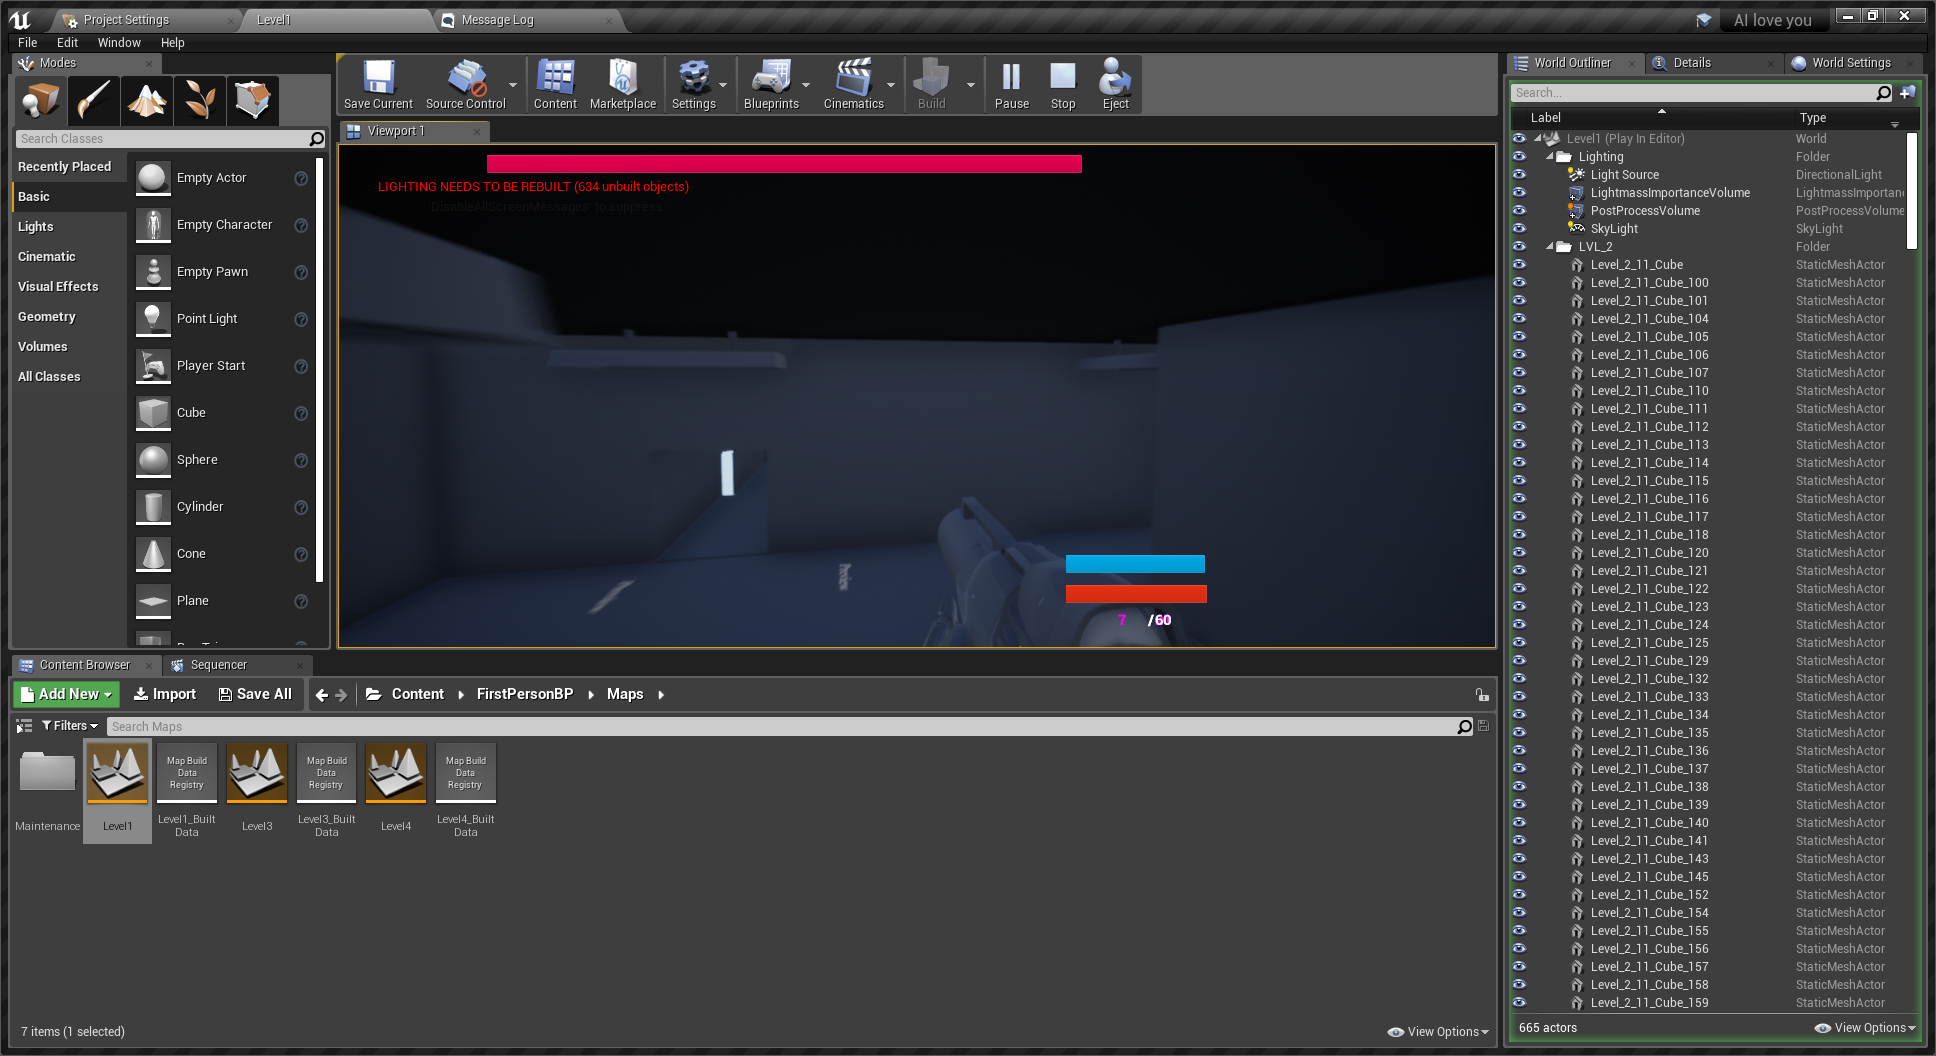 Project Settings
Level1
Message Log
AI love you
File Edit Window Help
Modes
Search Classes
Recently Placed
Basic
Lights
Cinematic
Visual Effects
Geometry
Volumes
All Classes
Empty Actor
Empty Character
Empty Pawn
Point Light
Player Start
Cube
Sphere
Cylinder
Cone
Plane
Save Current
Source Control
Content
Marketplace
Settings
Blueprints
Cinematics
Build
Pause
Stop
Eject
Viewport 1
LIGHTING NEEDS TO BE REBUILT (634 unbuilt objects)
'DisableAllScreenMessages' to suppress
7 /60
Content Browser
Sequencer
Add New
Import
Save All
Content
FirstPersonBP
Maps
Filters
Search Maps
Maintenance
Level1
Map Build
Data
Registry
Level1_Built
Data
Level3
Map Build
Data
Registry
Level3_Built
Data
Level4
Map Build
Data
Registry
Level4_Built
Data
7 items (1 selected)
View Options
World Outliner
Details
World Settings
Search...
Label Type
Level1 (Play In Editor) World
Lighting Folder
Light Source DirectionalLight
LightmassImportanceVolume LightmassImportan
PostProcessVolume PostProcessVolume
SkyLight SkyLight
LVL_2 Folder
Level_2_11_Cube StaticMeshActor
Level_2_11_Cube_100 StaticMeshActor
Level_2_11_Cube_101 StaticMeshActor
Level_2_11_Cube_104 StaticMeshActor
Level_2_11_Cube_105 StaticMeshActor
Level_2_11_Cube_106 StaticMeshActor
Level_2_11_Cube_107 StaticMeshActor
Level_2_11_Cube_110 StaticMeshActor
Level_2_11_Cube_111 StaticMeshActor
Level_2_11_Cube_112 StaticMeshActor
Level_2_11_Cube_113 StaticMeshActor
Level_2_11_Cube_114 StaticMeshActor
Level_2_11_Cube_115 StaticMeshActor
Level_2_11_Cube_116 StaticMeshActor
Level_2_11_Cube_117 StaticMeshActor
Level_2_11_Cube_118 StaticMeshActor
Level_2_11_Cube_120 StaticMeshActor
Level_2_11_Cube_121 StaticMeshActor
Level_2_11_Cube_122 StaticMeshActor
Level_2_11_Cube_123 StaticMeshActor
Level_2_11_Cube_124 StaticMeshActor
Level_2_11_Cube_125 StaticMeshActor
Level_2_11_Cube_129 StaticMeshActor
Level_2_11_Cube_132 StaticMeshActor
Level_2_11_Cube_133 StaticMeshActor
Level_2_11_Cube_134 StaticMeshActor
Level_2_11_Cube_135 StaticMeshActor
Level_2_11_Cube_136 StaticMeshActor
Level_2_11_Cube_137 StaticMeshActor
Level_2_11_Cube_138 StaticMeshActor
Level_2_11_Cube_139 StaticMeshActor
Level_2_11_Cube_140 StaticMeshActor
Level_2_11_Cube_141 StaticMeshActor
Level_2_11_Cube_143 StaticMeshActor
Level_2_11_Cube_145 StaticMeshActor
Level_2_11_Cube_152 StaticMeshActor
Level_2_11_Cube_154 StaticMeshActor
Level_2_11_Cube_155 StaticMeshActor
Level_2_11_Cube_156 StaticMeshActor
Level_2_11_Cube_157 StaticMeshActor
Level_2_11_Cube_158 StaticMeshActor
Level_2_11_Cube_159 StaticMeshActor
665 actors
View Options